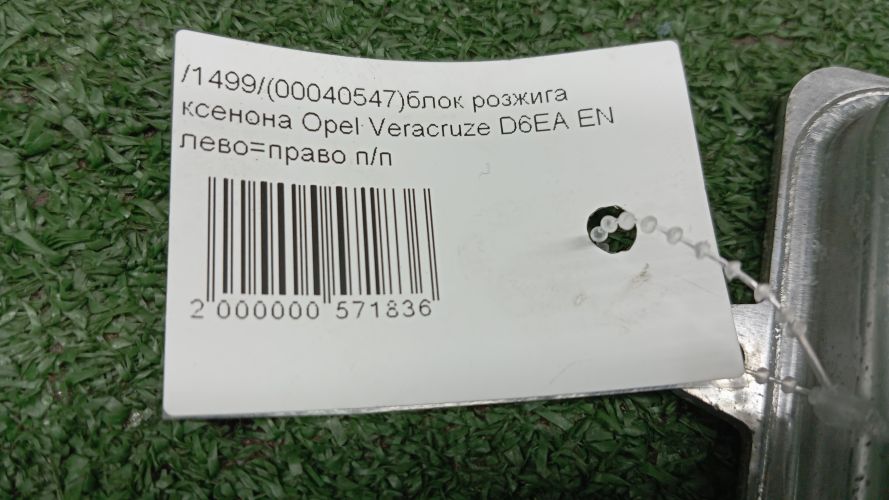 /1499/(00040547)блок розжига
ксенона Opel Veracruze D6EA EN
лево=право п/п
2 000000 571836